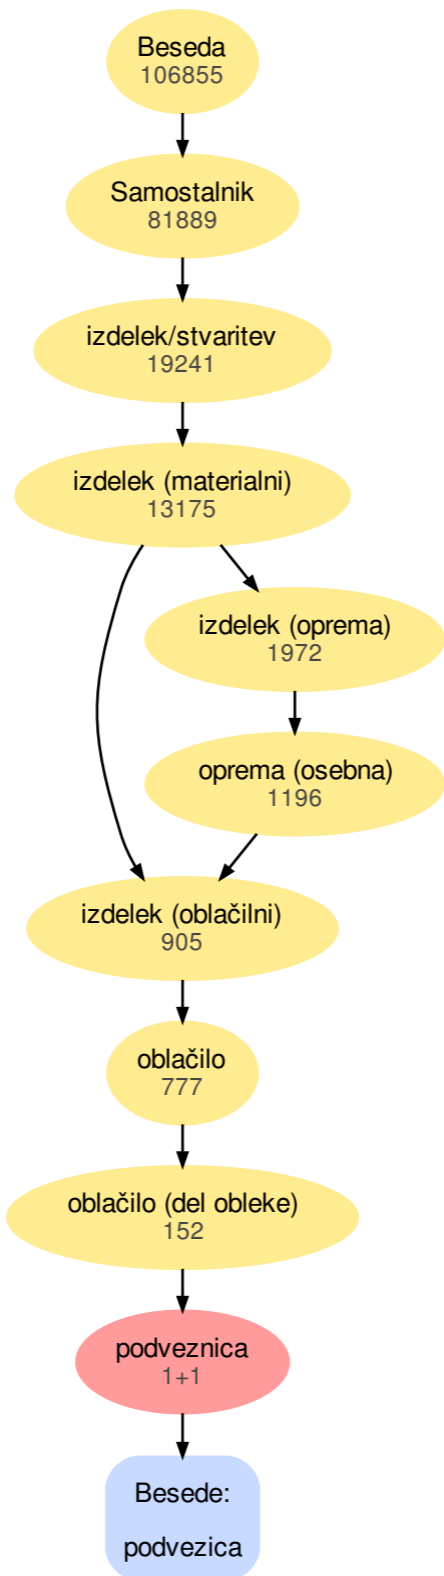 Beseda
106855
Samostalnik
81889
izdelek/stvaritev
19241
izdelek (materialni)
13175
izdelek (oprema)
1972
oprema (osebna)
1196
izdelek (oblačilni)
905
oblačilo
777
oblačilo (del obleke)
152
podveznica
1+1
Besede:
podvezica